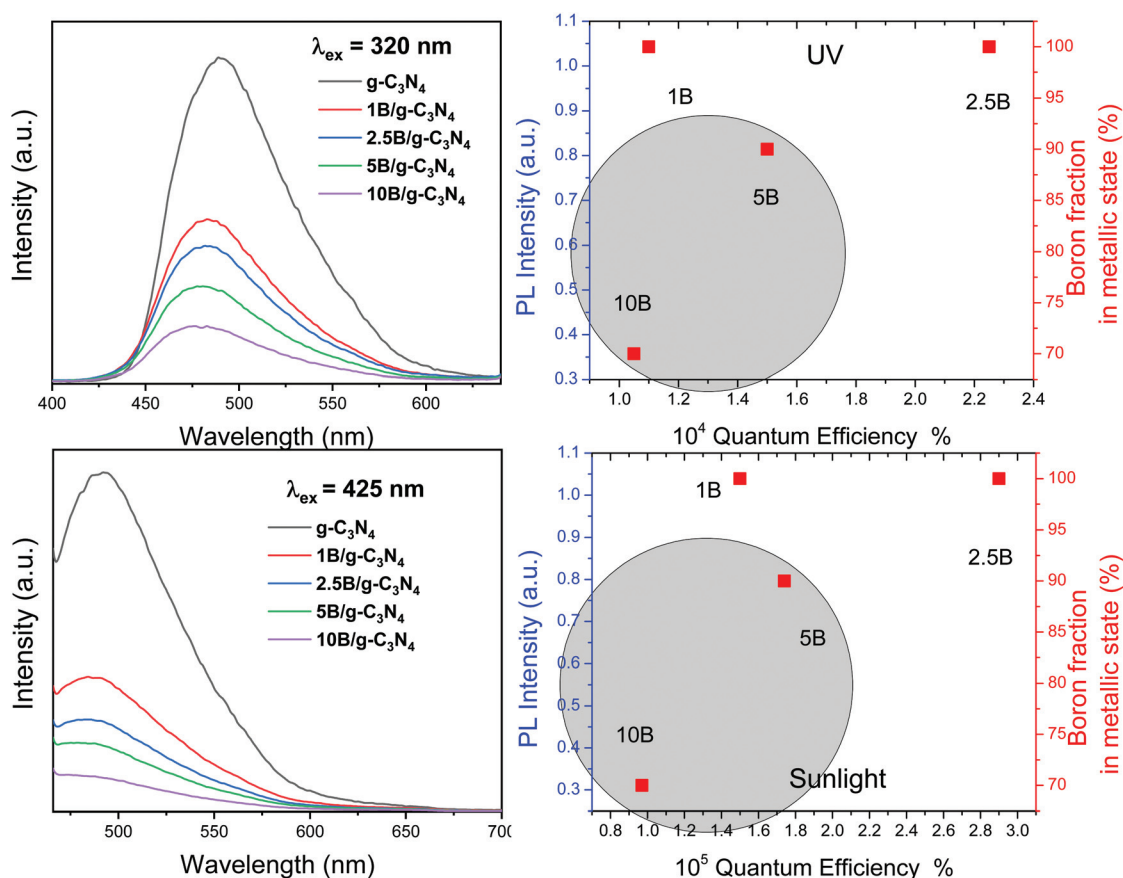 λex = 320 nm
g-C3N4
1B/g-C3N4
2.5B/g-C3N4
5B/g-C3N4
10B/g-C3N4
Intensity (a.u.)
400 450 500 550 600
Wavelength (nm)
1.1
1.0
0.9
0.8
0.7
0.6
0.5
0.4
0.3
PL Intensity (a.u.)
UV
1B
2.5B
5B
10B
100
95
90
85
80
75
70
Boron fraction
in metallic state (%)
1.0 1.2 1.4 1.6 1.8 2.0 2.2 2.4
10^4 Quantum Efficiency %
λex = 425 nm
g-C3N4
1B/g-C3N4
2.5B/g-C3N4
5B/g-C3N4
10B/g-C3N4
Intensity (a.u.)
500 550 600 650 700
Wavelength (nm)
1.1
1.0
0.9
0.8
0.7
0.6
0.5
0.4
0.3
PL Intensity (a.u.)
1B
2.5B
5B
10B
Sunlight
100
95
90
85
80
75
70
Boron fraction
in metallic state (%)
0.8 1.0 1.2 1.4 1.6 1.8 2.0 2.2 2.4 2.6 2.8 3.0
10^5 Quantum Efficiency %